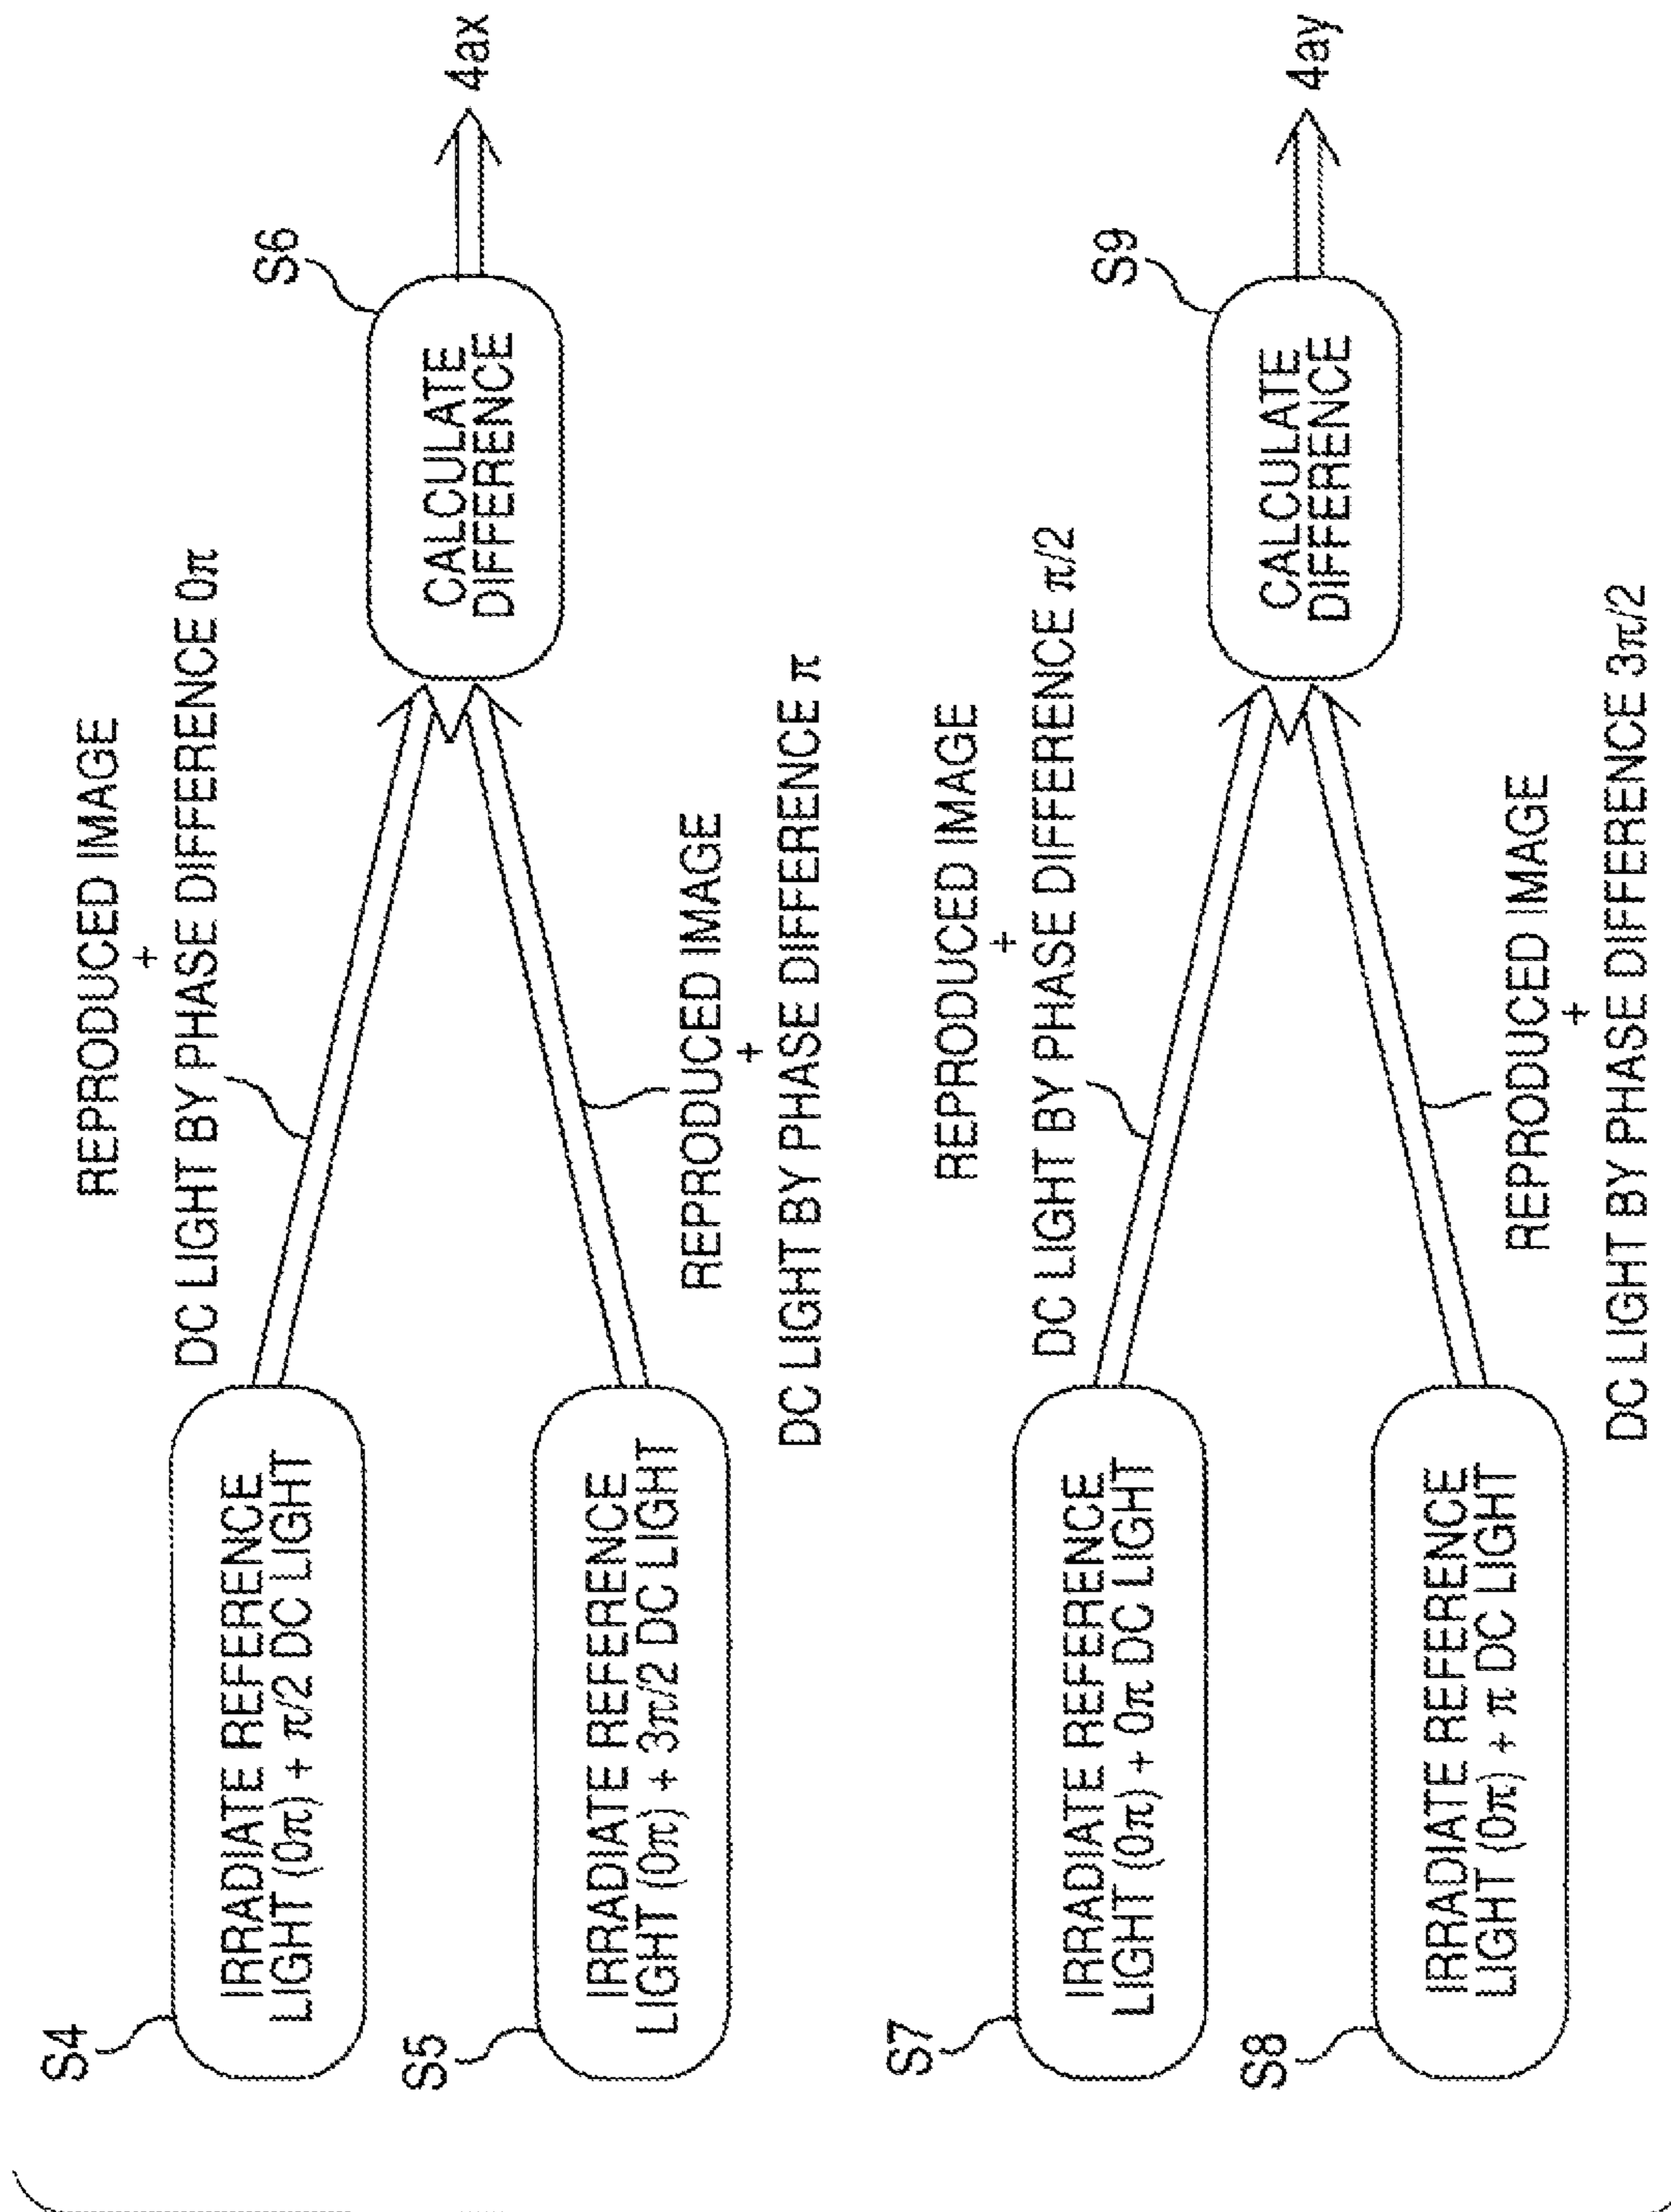 S4
IRRADIATE REFERENCE
LIGHT (0π) + π/2 DC LIGHT
REPRODUCED IMAGE
+
DC LIGHT BY PHASE DIFFERENCE 0π
S5
IRRADIATE REFERENCE
LIGHT (0π) + 3π/2 DC LIGHT
REPRODUCED IMAGE
+
DC LIGHT BY PHASE DIFFERENCE π
S6
CALCULATE
DIFFERENCE
4ax
S7
IRRADIATE REFERENCE
LIGHT (0π) + 0π DC LIGHT
REPRODUCED IMAGE
+
DC LIGHT BY PHASE DIFFERENCE π/2
S8
IRRADIATE REFERENCE
LIGHT (0π) + π DC LIGHT
REPRODUCED IMAGE
+
DC LIGHT BY PHASE DIFFERENCE 3π/2
S9
CALCULATE
DIFFERENCE
4ay